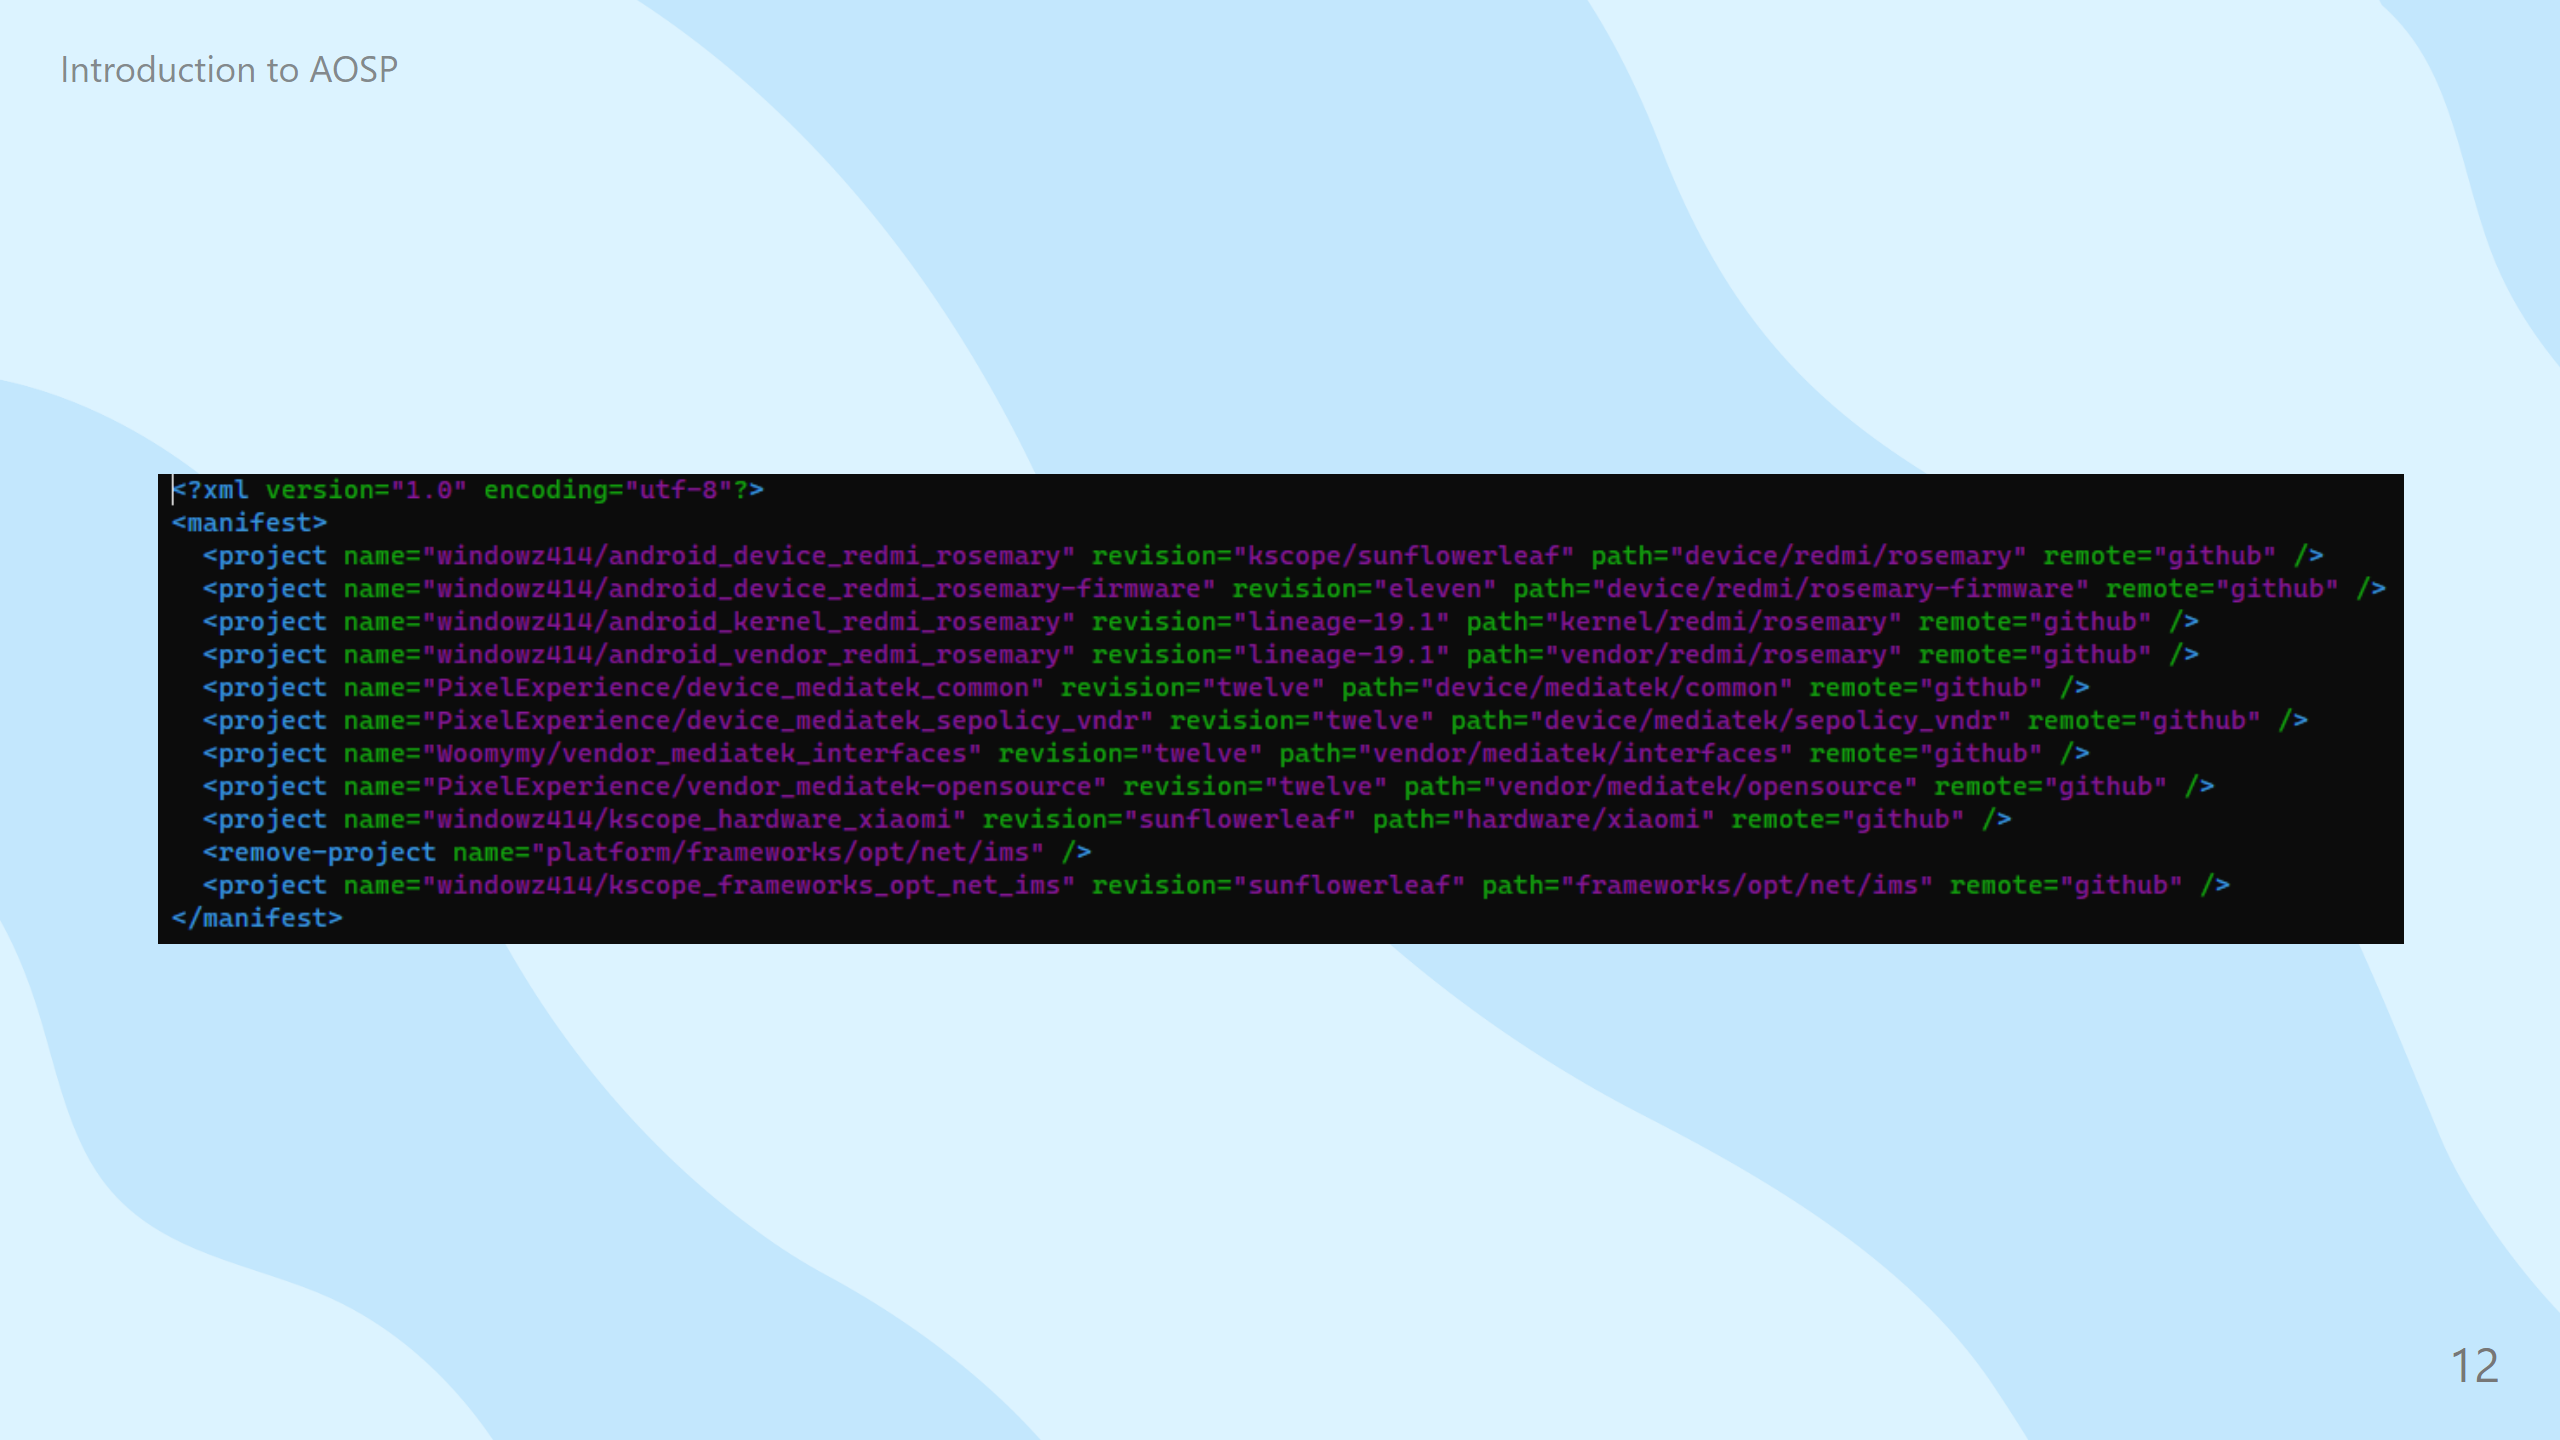 Introduction to AOSP
<?xml version="1.0" encoding="utf-8"?>
<manifest>
  <project name="windowz414/android_device_redmi_rosemary" revision="kscope/sunflowerleaf" path="device/redmi/rosemary" remote="github" />
  <project name="windowz414/android_device_redmi_rosemary-firmware" revision="eleven" path="device/redmi/rosemary-firmware" remote="github" />
  <project name="windowz414/android_kernel_redmi_rosemary" revision="lineage-19.1" path="kernel/redmi/rosemary" remote="github" />
  <project name="windowz414/android_vendor_redmi_rosemary" revision="lineage-19.1" path="vendor/redmi/rosemary" remote="github" />
  <project name="PixelExperience/device_mediatek_common" revision="twelve" path="device/mediatek/common" remote="github" />
  <project name="PixelExperience/device_mediatek_sepolicy_vndr" revision="twelve" path="device/mediatek/sepolicy_vndr" remote="github" />
  <project name="Woomymy/vendor_mediatek_interfaces" revision="twelve" path="vendor/mediatek/interfaces" remote="github" />
  <project name="PixelExperience/vendor_mediatek-opensource" revision="twelve" path="vendor/mediatek/opensource" remote="github" />
  <project name="windowz414/kscope_hardware_xiaomi" revision="sunflowerleaf" path="hardware/xiaomi" remote="github" />
  <remove-project name="platform/frameworks/opt/net/ims" />
  <project name="windowz414/kscope_frameworks_opt_net_ims" revision="sunflowerleaf" path="frameworks/opt/net/ims" remote="github" />
</manifest>
12